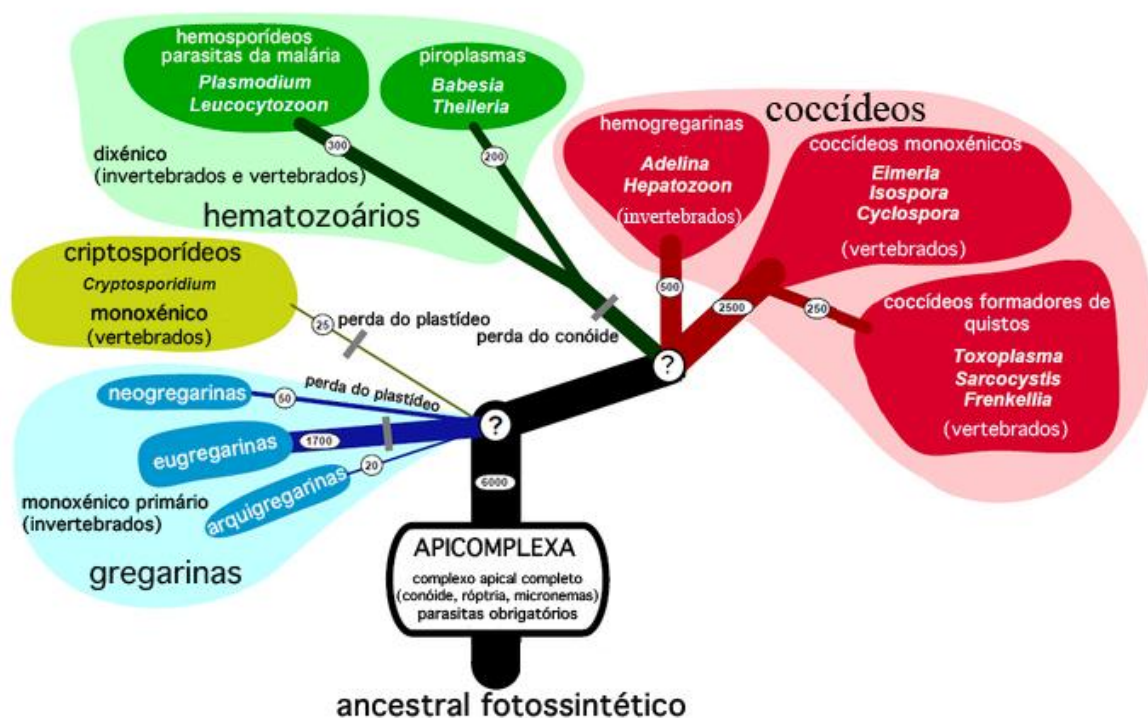 hemosporídeos
parasitas da malária
Plasmodium
Leucocytozoon
piroplasmas
Babesia
Theileria
300
200
dixénico
(invertebrados e vertebrados)
hematozoários
coccídeos
hemogregarinas
Adelina
Hepatozoon
(invertebrados)
coccídeos monoxénicos
Eimeria
Isospora
Cyclospora
(vertebrados)
500
2500
250
coccídeos formadores de
quistos
Toxoplasma
Sarcocystis
Frenkellia
(vertebrados)
criptosporídeos
Cryptosporidium
monoxénico
(vertebrados)
25
perda do plastídeo
perda do conóide
?
neogregarinas
50
perda do plastídeo
?
eugregarinas
1700
20
arquigregarinas
monoxénico primário
(invertebrados)
gregarinas
6000
APICOMPLEXA
complexo apical completo
(conóide, róptria, micronemas)
parasitas obrigatórios
ancestral fotossintético